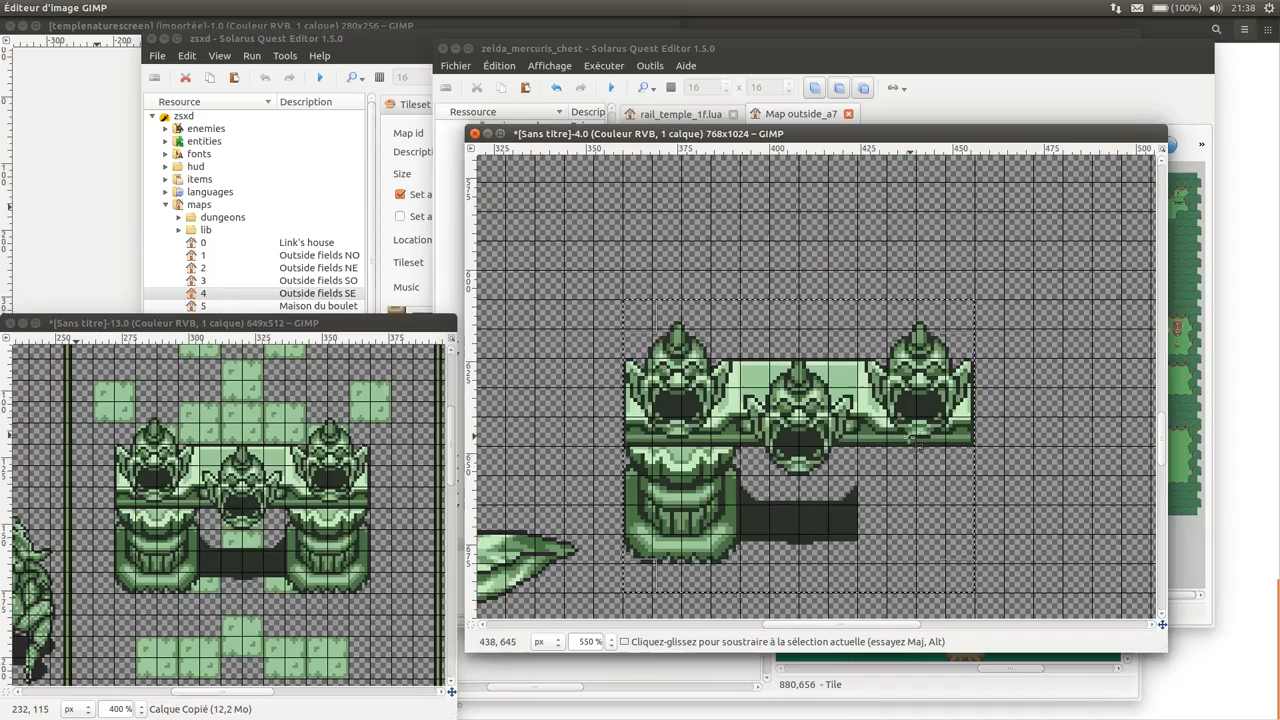 Éditeur d'image GIMP
(100%)
21:38
[templenaturescreen] (importée)-1.0 (Couleur RVB, 1 calque) 280x256 – GIMP
-300
-200
zsxd - Solarus Quest Editor 1.5.0
File Edit View Run Tools Help
16
Resource
Description
Tileset
zsxd
enemies
entities
fonts
hud
items
languages
maps
dungeons
lib
0 Link's house
1 Outside fields NO
2 Outside fields NE
3 Outside fields SO
4 Outside fields SE
5 Maison du boulet
Map id
Descripti
Size
Set a
Set a
Location
Tileset
Music
zelda_mercuris_chest - Solarus Quest Editor 1.5.0
Fichier Édition Affichage Exécuter Outils Aide
16 x 16
Ressource
Descrip
rail_temple_1f.lua
Map outside_a7
*[Sans titre]-4.0 (Couleur RVB, 1 calque) 768x1024 – GIMP
325 350 375 400 425 450 475 500
438, 645
px
550 %
Cliquez-glissez pour soustraire à la sélection actuelle (essayez Maj, Alt)
*[Sans titre]-13.0 (Couleur RVB, 1 calque) 649x512 – GIMP
250 275 300 325 350
232, 115
px
400 %
Calque Copié (12,2 Mo)
880,656 - Tile